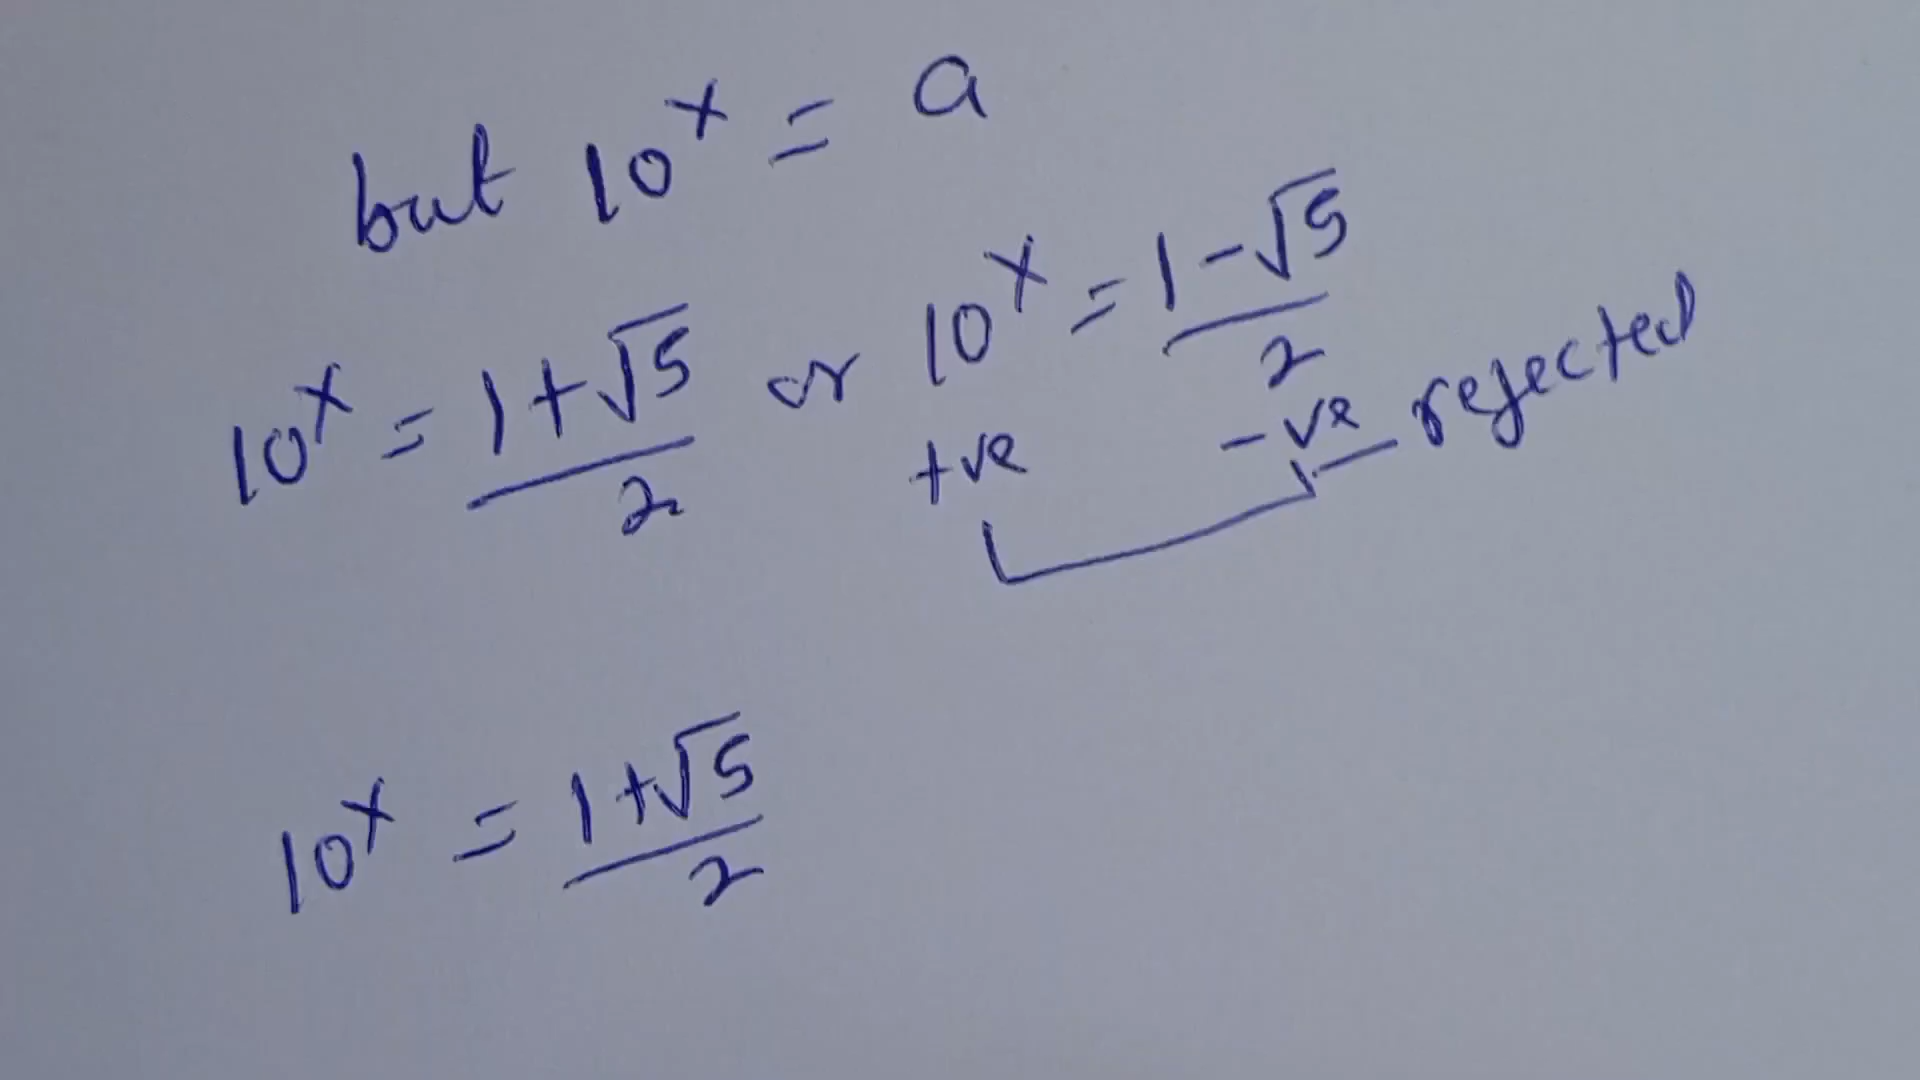 but 10^x = a
10^x = (1+√5)/2 or 10^x = (1-√5)/2
+ve -ve rejected
10^x = (1+√5)/2